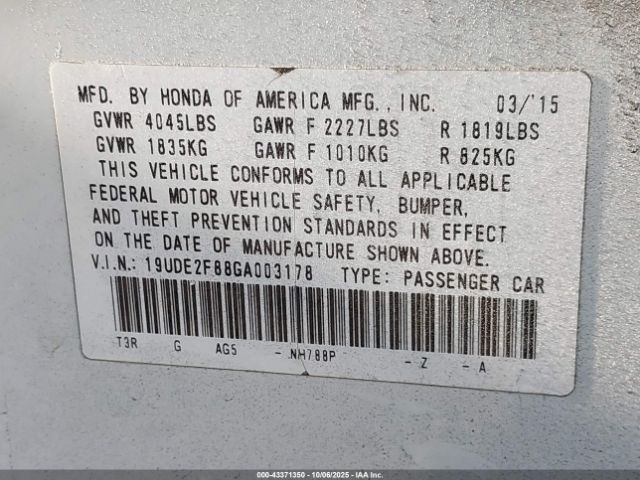 MFD. BY HONDA OF AMERICA MFG., INC. 03/'15
GVWR 4045LBS GAWR F 2227LBS R 1819LBS
GVWR 1835KG GAWR F 1010KG R 825KG
THIS VEHICLE CONFORMS TO ALL APPLICABLE
FEDERAL MOTOR VEHICLE SAFETY, BUMPER,
AND THEFT PREVENTION STANDARDS IN EFFECT
ON THE DATE OF MANUFACTURE SHOWN ABOVE.
V.I.N.: 19UDE2F88GA003178 TYPE: PASSENGER CAR
T3R G AG5 - NH788P - Z - A
000-43371350 | 10/06/2025 | IAA Inc.